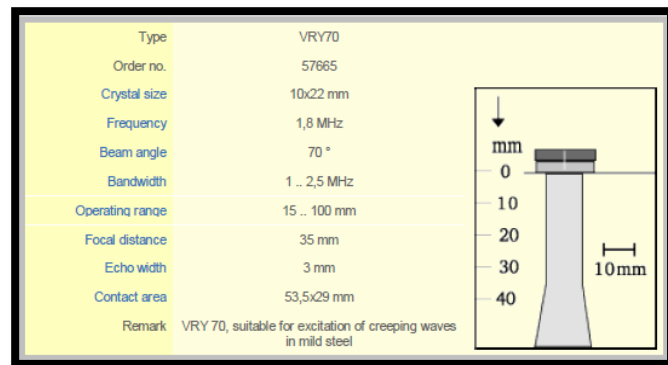 Type VRY70
Order no. 57665
Crystal size 10x22 mm
Frequency 1,8 MHz
Beam angle 70 °
Bandwidth 1 .. 2,5 MHz
Operating range 15 .. 100 mm
Focal distance 35 mm
Echo width 3 mm
Contact area 53,5x29 mm
Remark VRY 70, suitable for excitation of creeping waves
in mild steel
mm
0
10
20
30
40
10mm